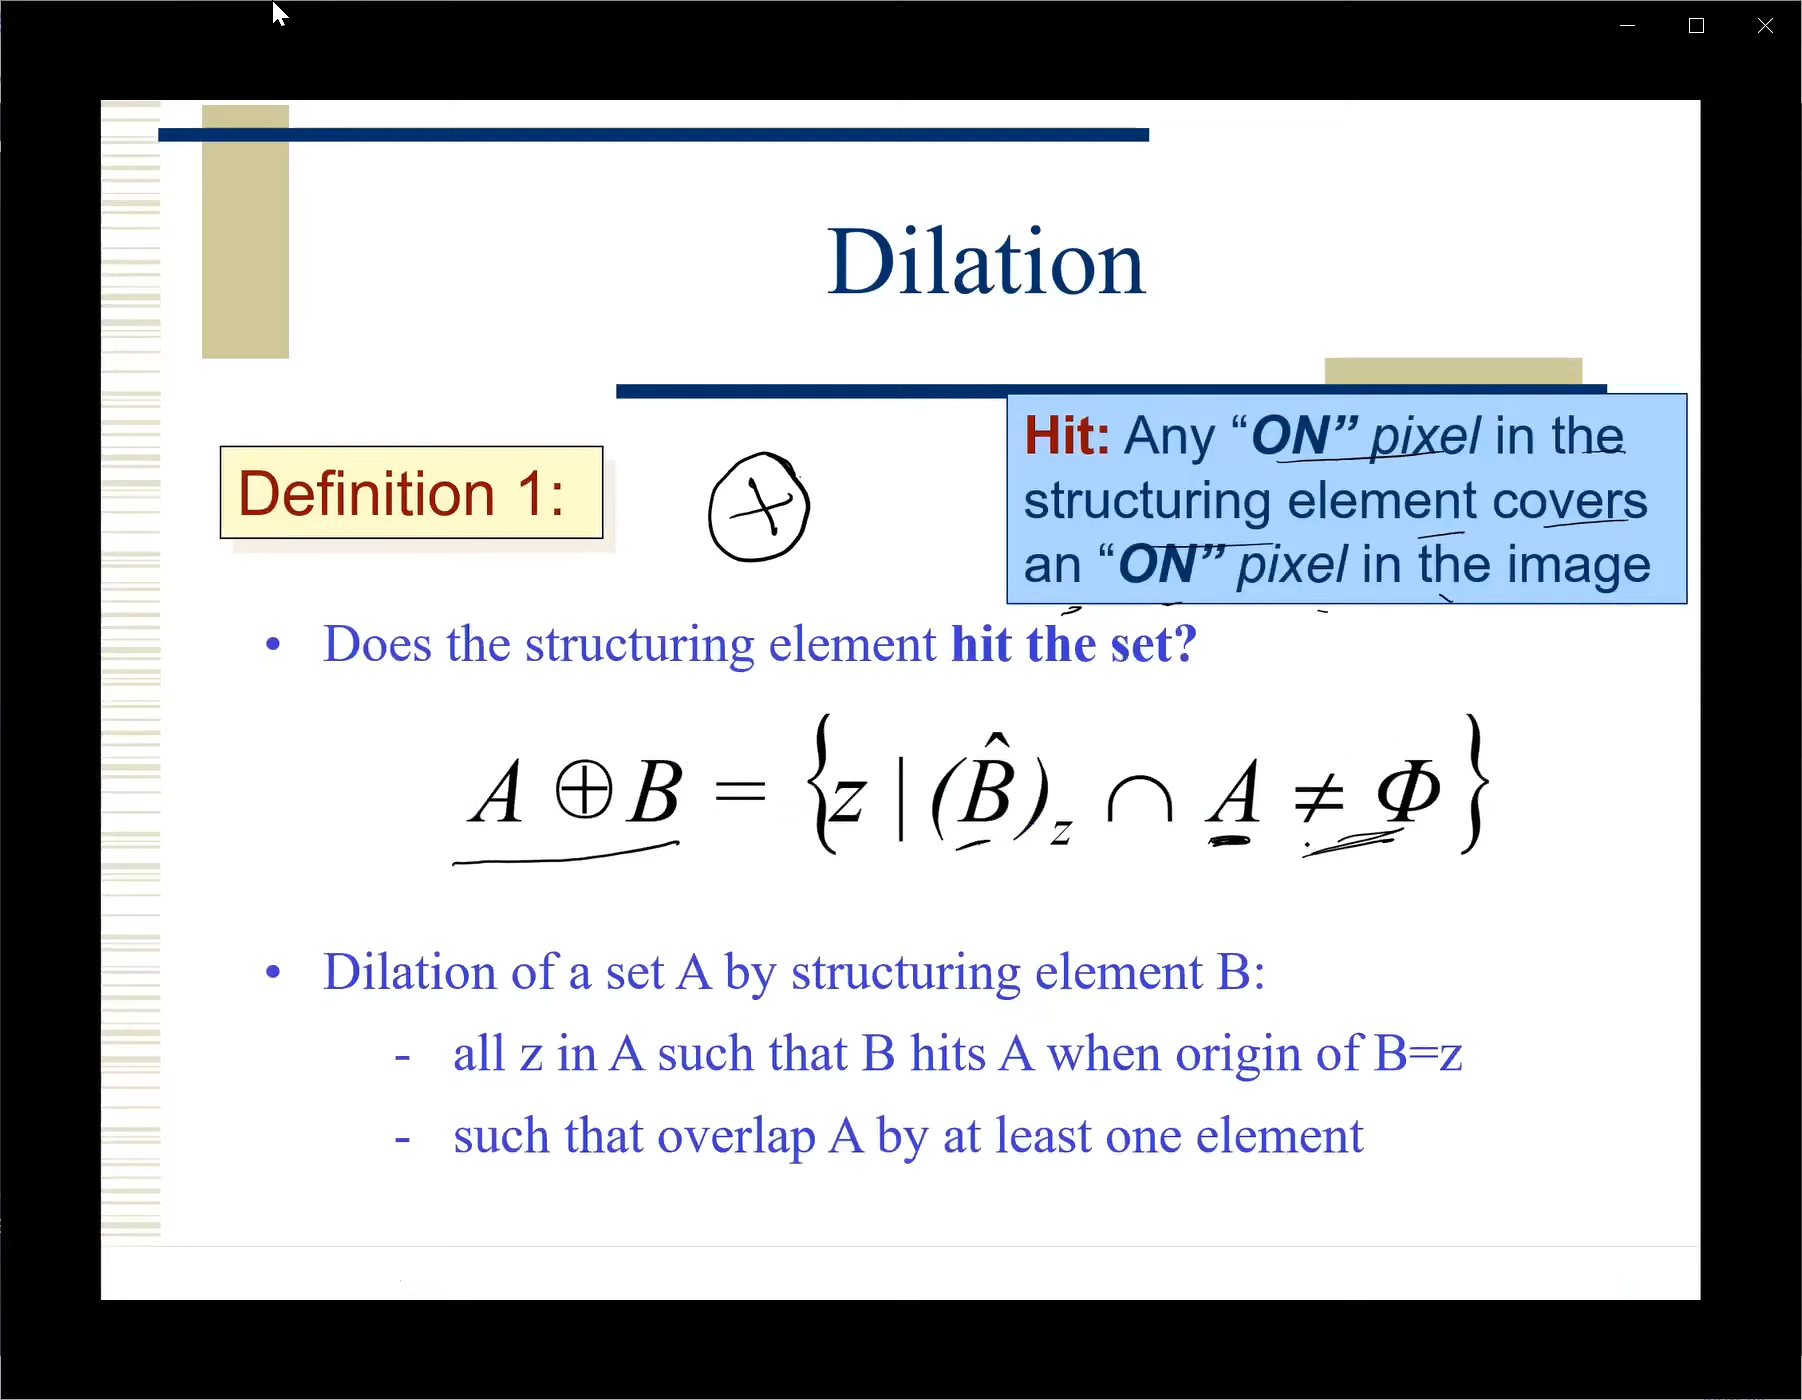 Dilation
Definition 1:
Hit: Any “ON” pixel in the
structuring element covers
an “ON” pixel in the image
• Does the structuring element hit the set?
A ⊕ B = {z | (B̂)z ∩ A ≠ Φ}
• Dilation of a set A by structuring element B:
- all z in A such that B hits A when origin of B=z
- such that overlap A by at least one element